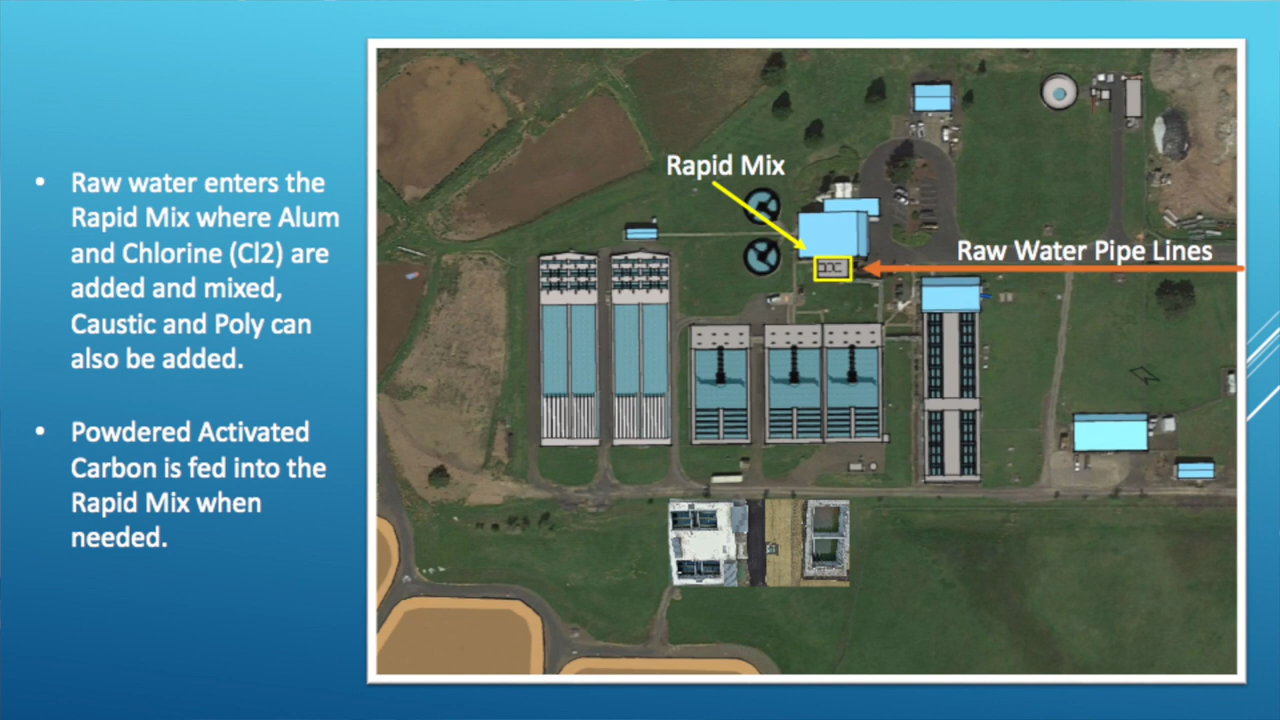 • Raw water enters the
Rapid Mix where Alum
and Chlorine (Cl2) are
added and mixed,
Caustic and Poly can
also be added.
• Powdered Activated
Carbon is fed into the
Rapid Mix when
needed.
Rapid Mix
Raw Water Pipe Lines